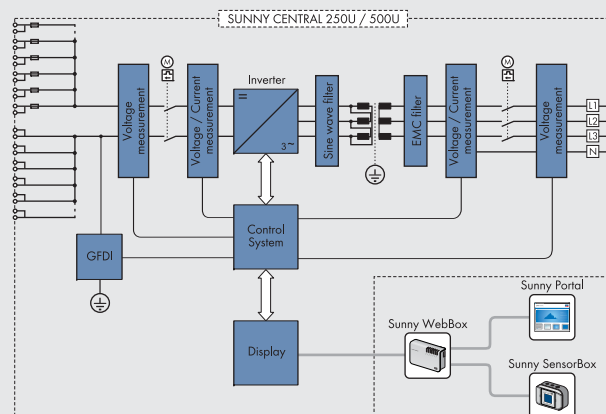 SUNNY CENTRAL 250U / 500U
M
M
Inverter
Voltage
measurement
Voltage / Current
measurement
=
3~
Sine wave filter
EMC filter
Voltage / Current
measurement
Voltage
measurement
L1
L2
L3
N
Control
System
GFDI
Display
Sunny WebBox
Sunny Portal
Sunny SensorBox